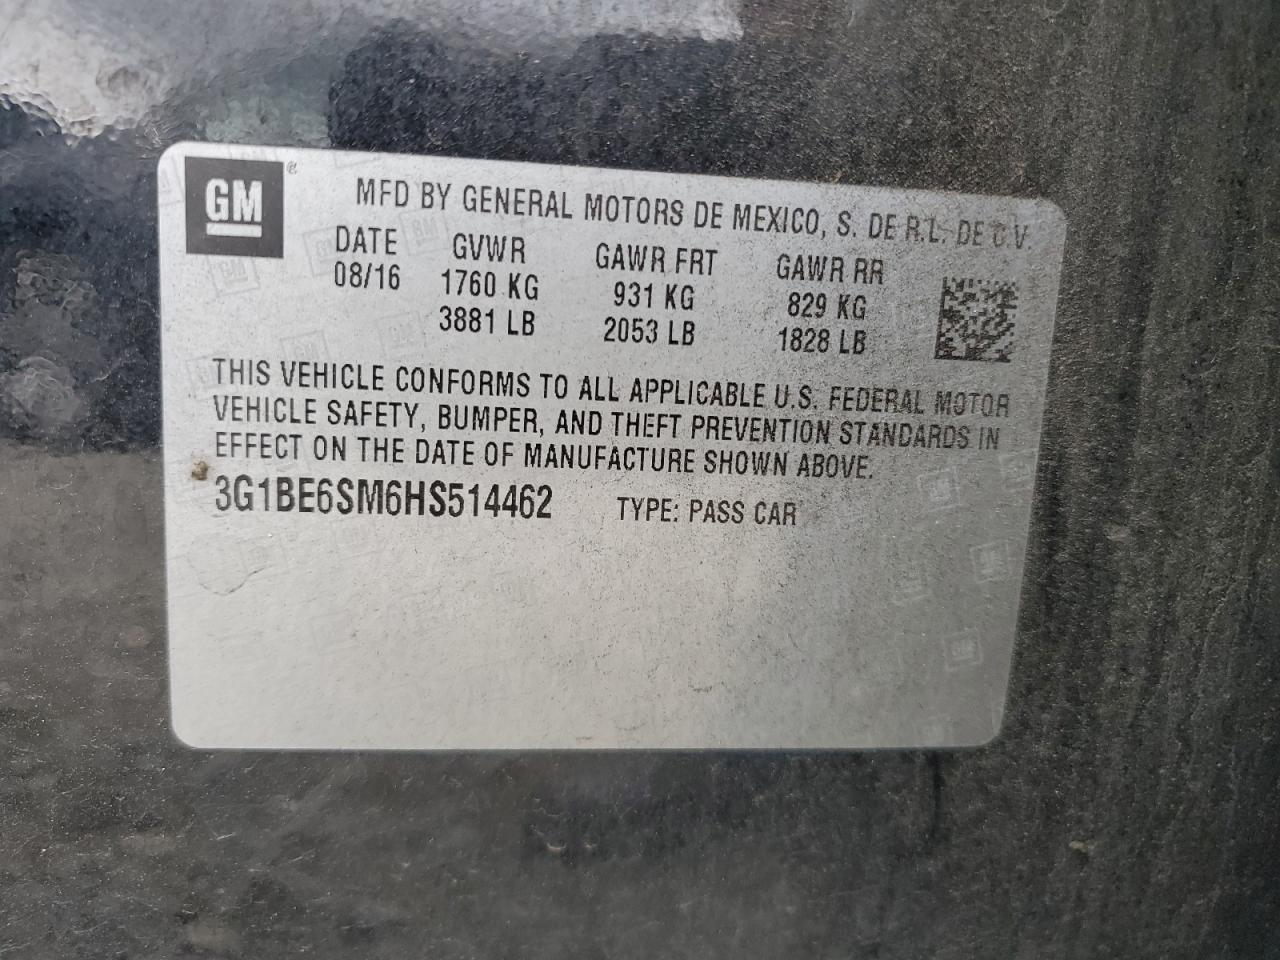 GM
MFD BY GENERAL MOTORS DE MEXICO, S. DE R.L. DE C.V.
DATE GVWR GAWR FRT GAWR RR
08/16 1760 KG 931 KG 829 KG
3881 LB 2053 LB 1828 LB
THIS VEHICLE CONFORMS TO ALL APPLICABLE U.S. FEDERAL MOTOR
VEHICLE SAFETY, BUMPER, AND THEFT PREVENTION STANDARDS IN
EFFECT ON THE DATE OF MANUFACTURE SHOWN ABOVE.
3G1BE6SM6HS514462 TYPE: PASS CAR